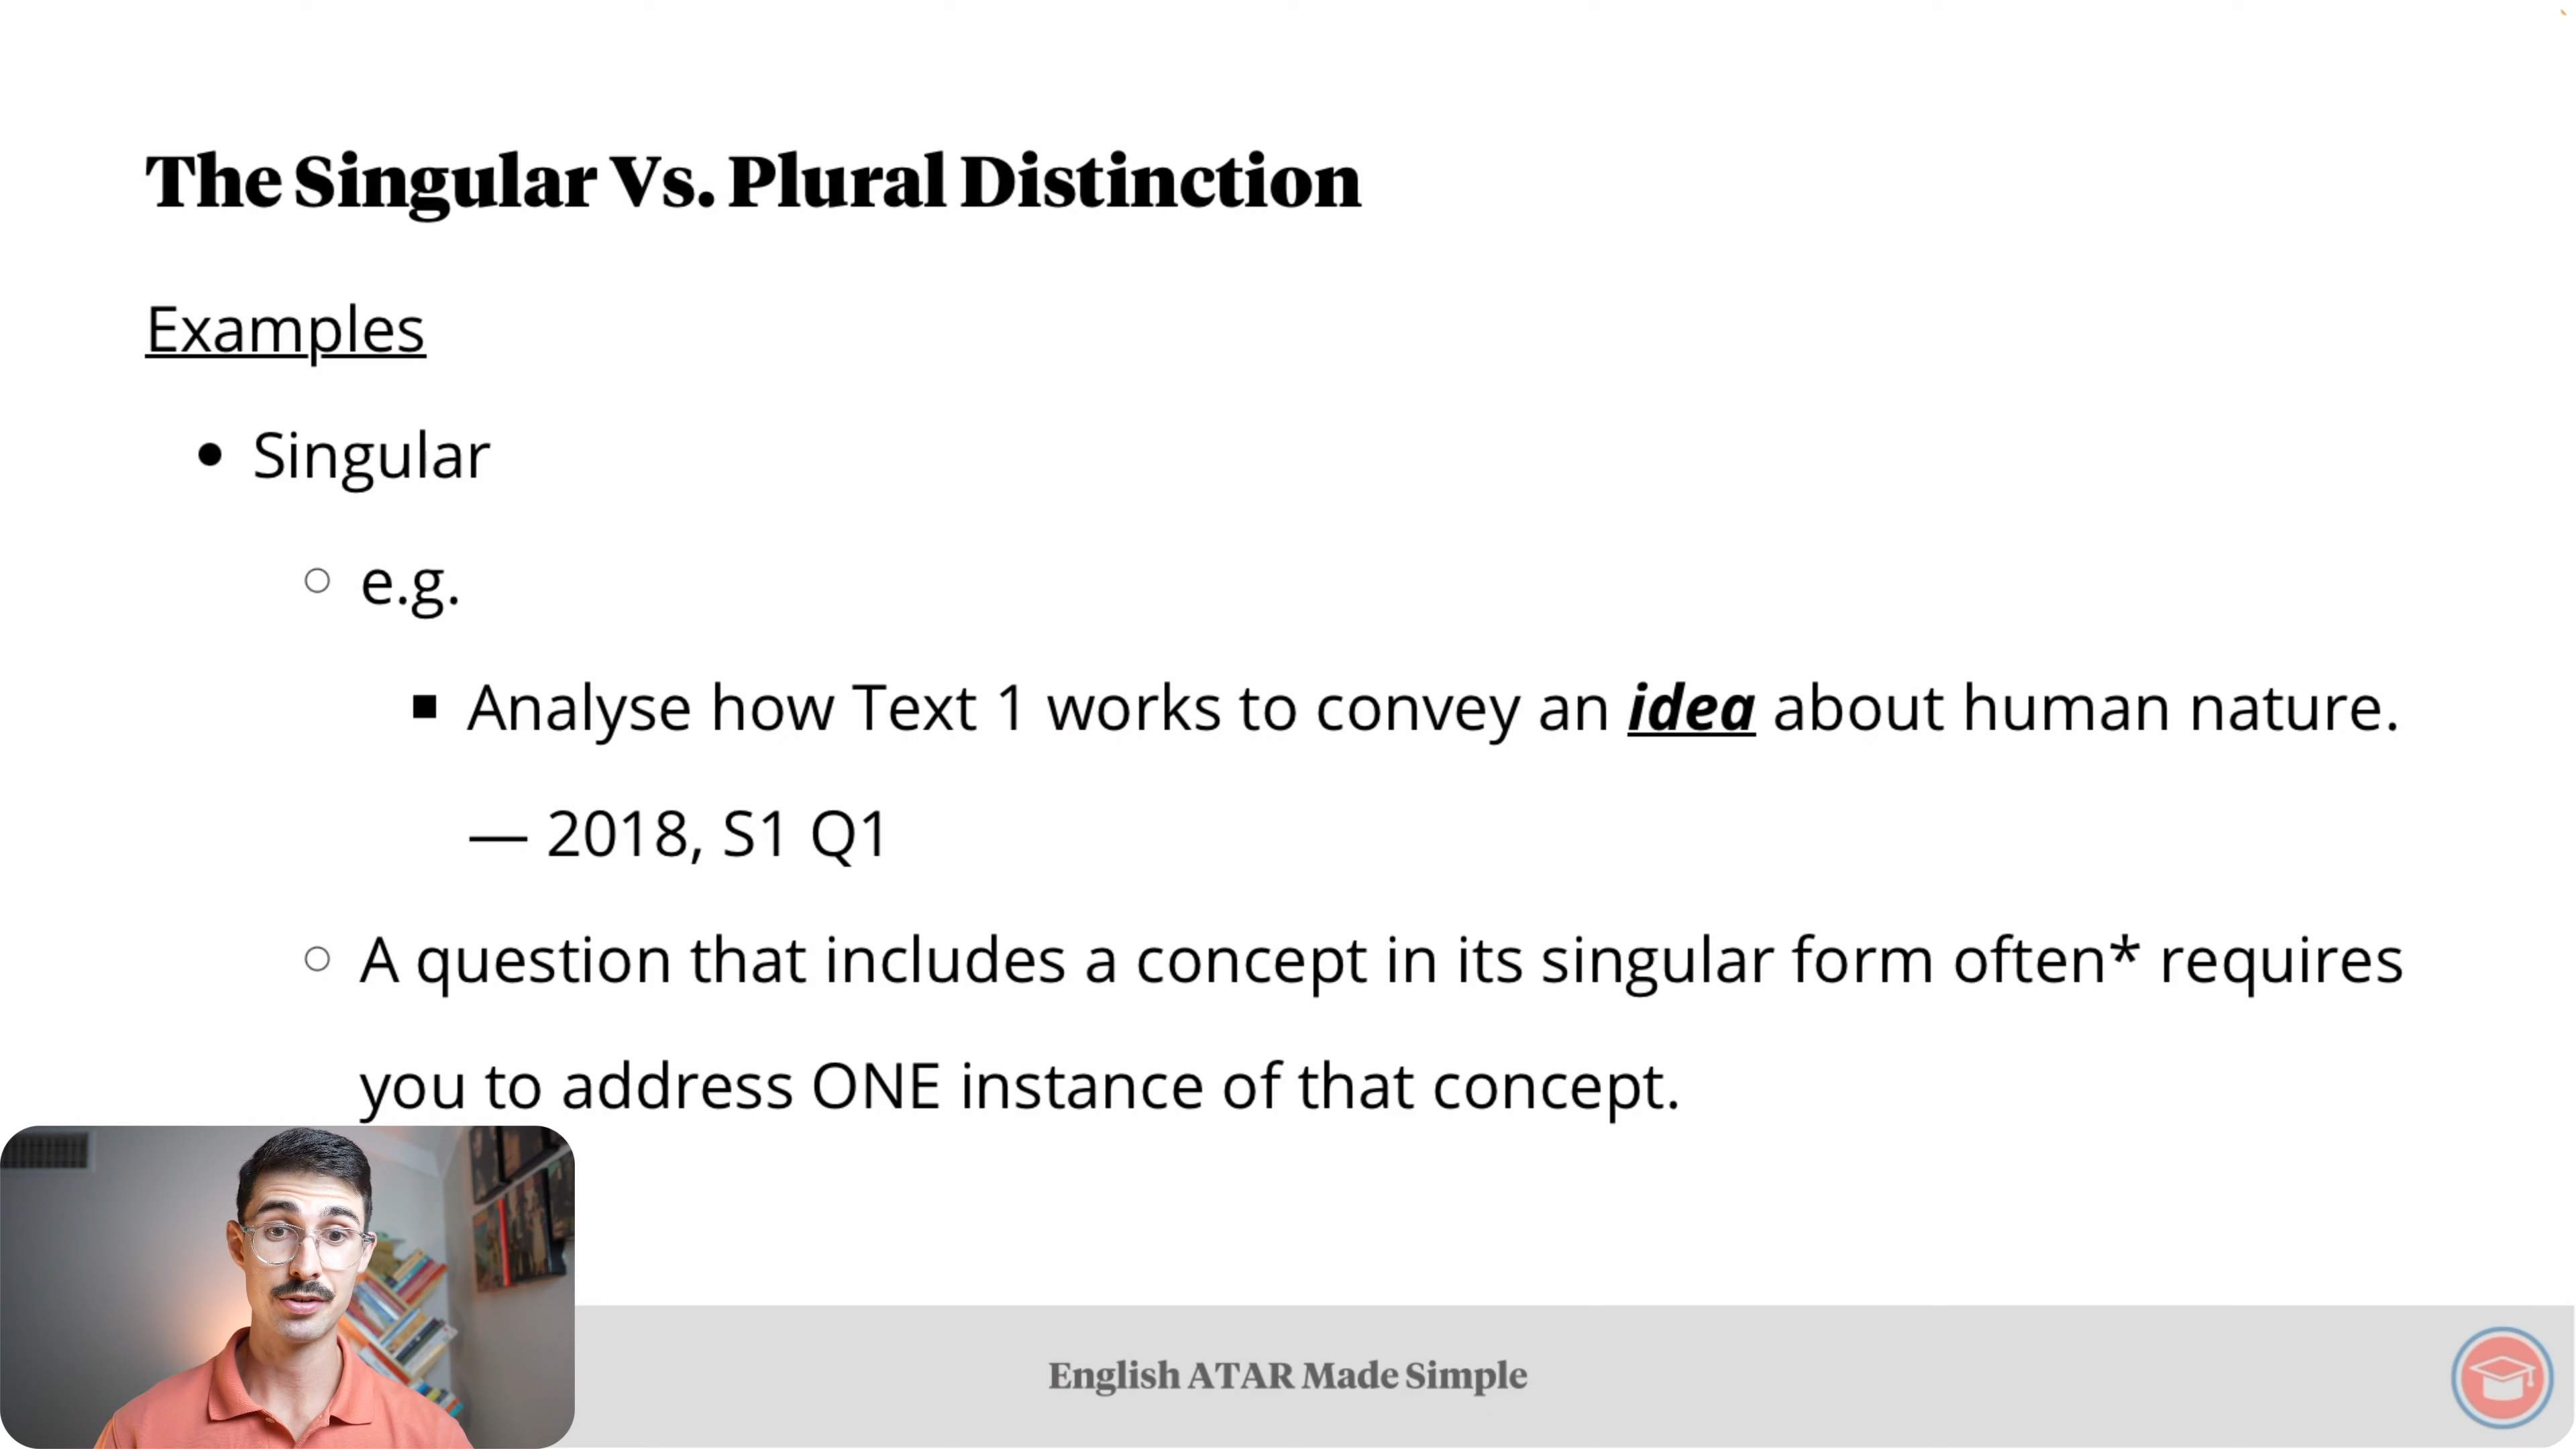 The Singular Vs. Plural Distinction
Examples
Singular
e.g.
Analyse how Text 1 works to convey an idea about human nature.
— 2018, S1 Q1
A question that includes a concept in its singular form often* requires
you to address ONE instance of that concept.
English ATAR Made Simple